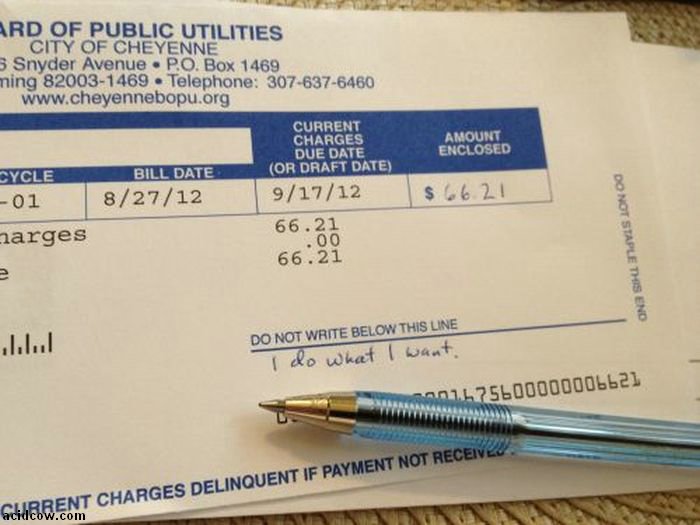 ARD OF PUBLIC UTILITIES
CITY OF CHEYENNE
6 Snyder Avenue • P.O. Box 1469
ming 82003-1469 • Telephone: 307-637-6460
www.cheyennebopu.org
CURRENT
CHARGES
DUE DATE
(OR DRAFT DATE)
AMOUNT
ENCLOSED
CYCLE
BILL DATE
-01
8/27/12
9/17/12
$ 66.21
harges
66.21
.00
e
66.21
DO NOT STAPLE THIS END
DO NOT WRITE BELOW THIS LINE
I do what I want.
0001675600000006621
CURRENT CHARGES DELINQUENT IF PAYMENT NOT RECEIVED
acidcow.com